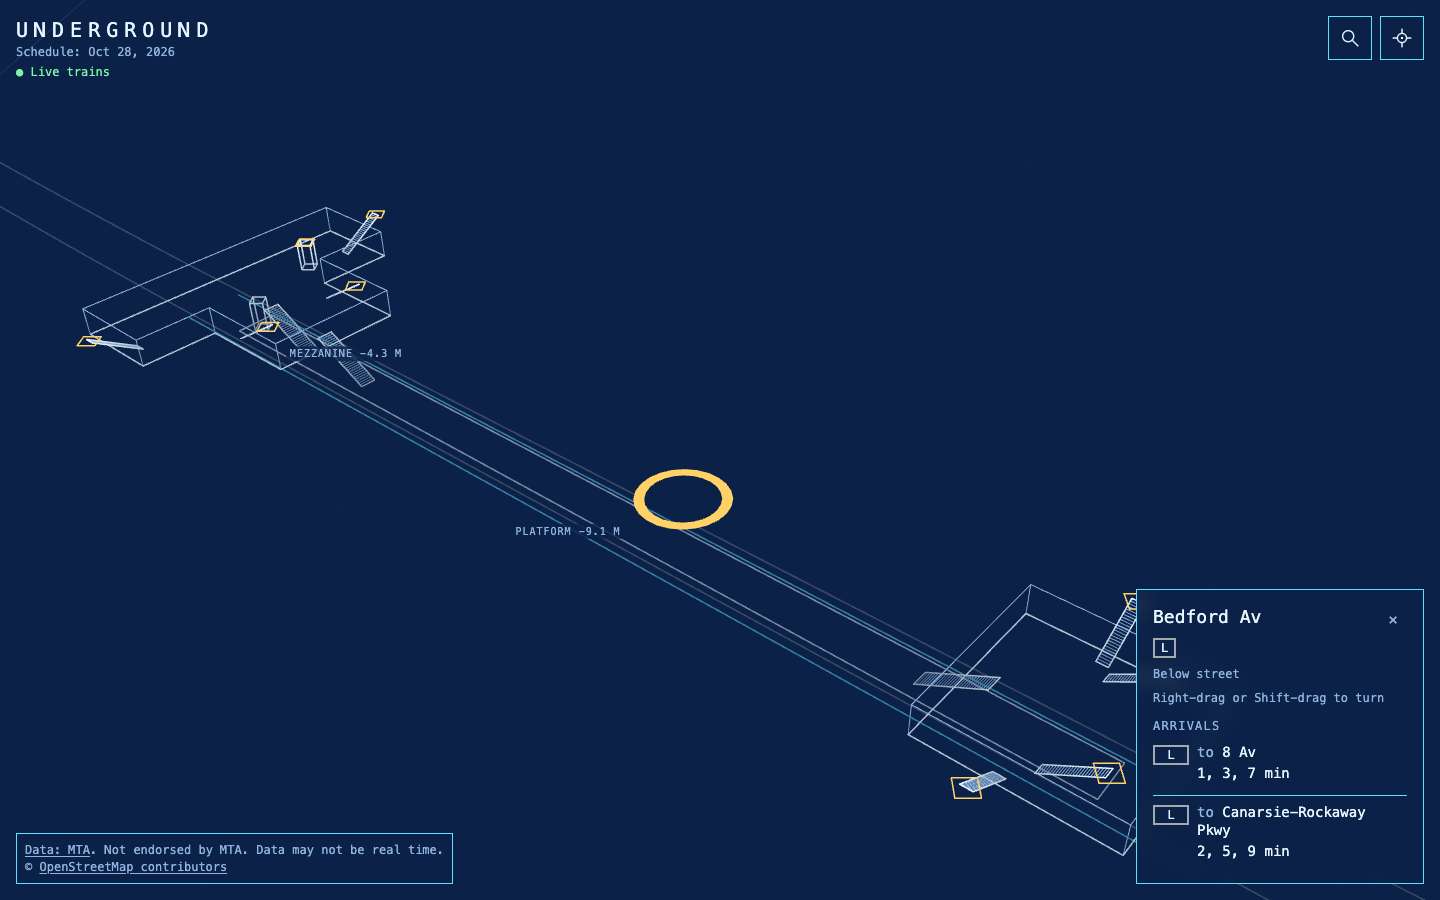 UNDERGROUND
Schedule: Oct 28, 2026
Live trains
MEZZANINE −4.3 M
PLATFORM −9.1 M
Bedford Av
×
L
Below street
Right-drag or Shift-drag to turn
ARRIVALS
L to 8 Av
1, 3, 7 min
L to Canarsie–Rockaway
Pkwy
2, 5, 9 min
Data: MTA. Not endorsed by MTA. Data may not be real time.
© OpenStreetMap contributors